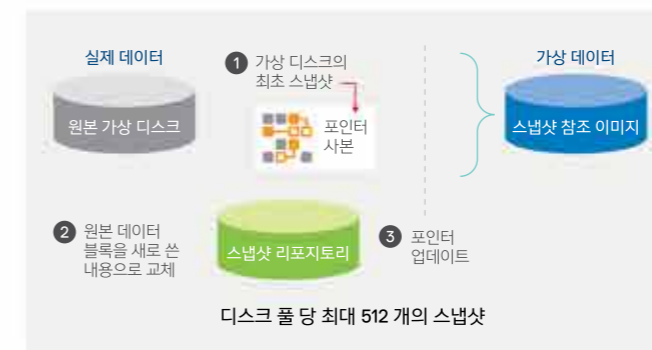 실제 데이터
1 가상 디스크의
최초 스냅샷
가상 데이터
원본 가상 디스크
포인터
사본
스냅샷 참조 이미지
2 원본 데이터
블록을 새로 쓴
내용으로 교체
스냅샷 리포지토리
3 포인터
업데이트
디스크 풀 당 최대 512 개의 스냅샷